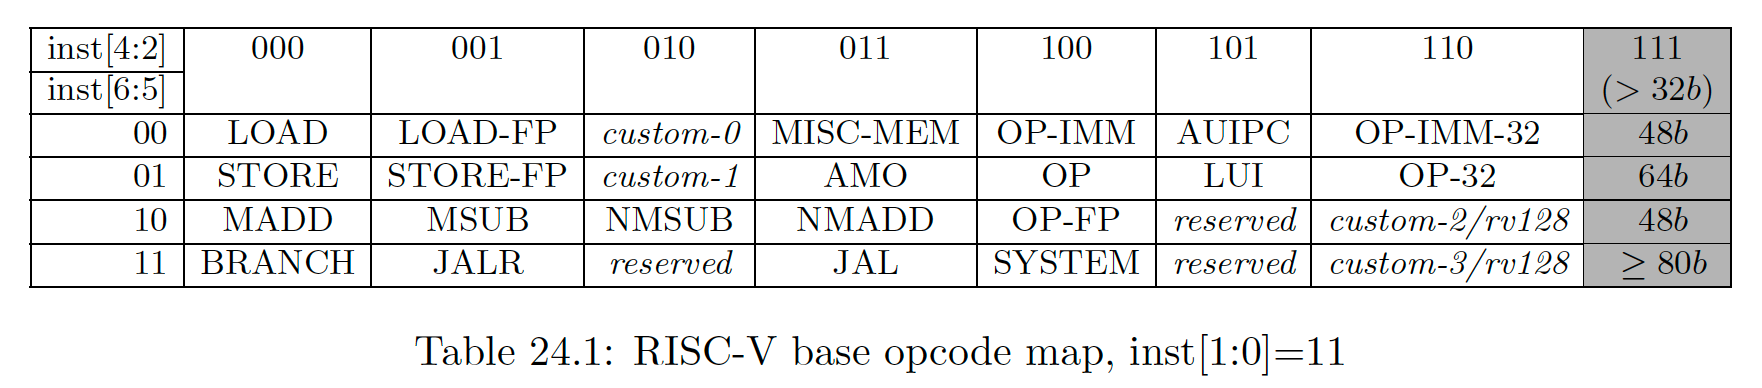 inst[4:2] 000 001 010 011 100 101 110 111
inst[6:5] (> 32b)
00 LOAD LOAD-FP custom-0 MISC-MEM OP-IMM AUIPC OP-IMM-32 48b
01 STORE STORE-FP custom-1 AMO OP LUI OP-32 64b
10 MADD MSUB NMSUB NMADD OP-FP reserved custom-2/rv128 48b
11 BRANCH JALR reserved JAL SYSTEM reserved custom-3/rv128 ≥ 80b
Table 24.1: RISC-V base opcode map, inst[1:0]=11